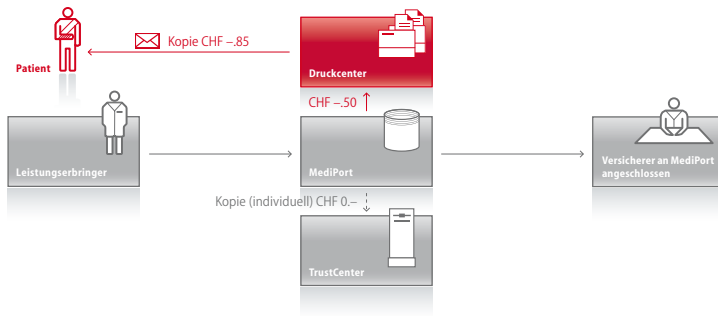 Kopie CHF –.85
Patient
Druckcenter
CHF –.50
Leistungserbringer
MediPort
Versicherer an MediPort
angeschlossen
Kopie (individuell) CHF 0.–
TrustCenter